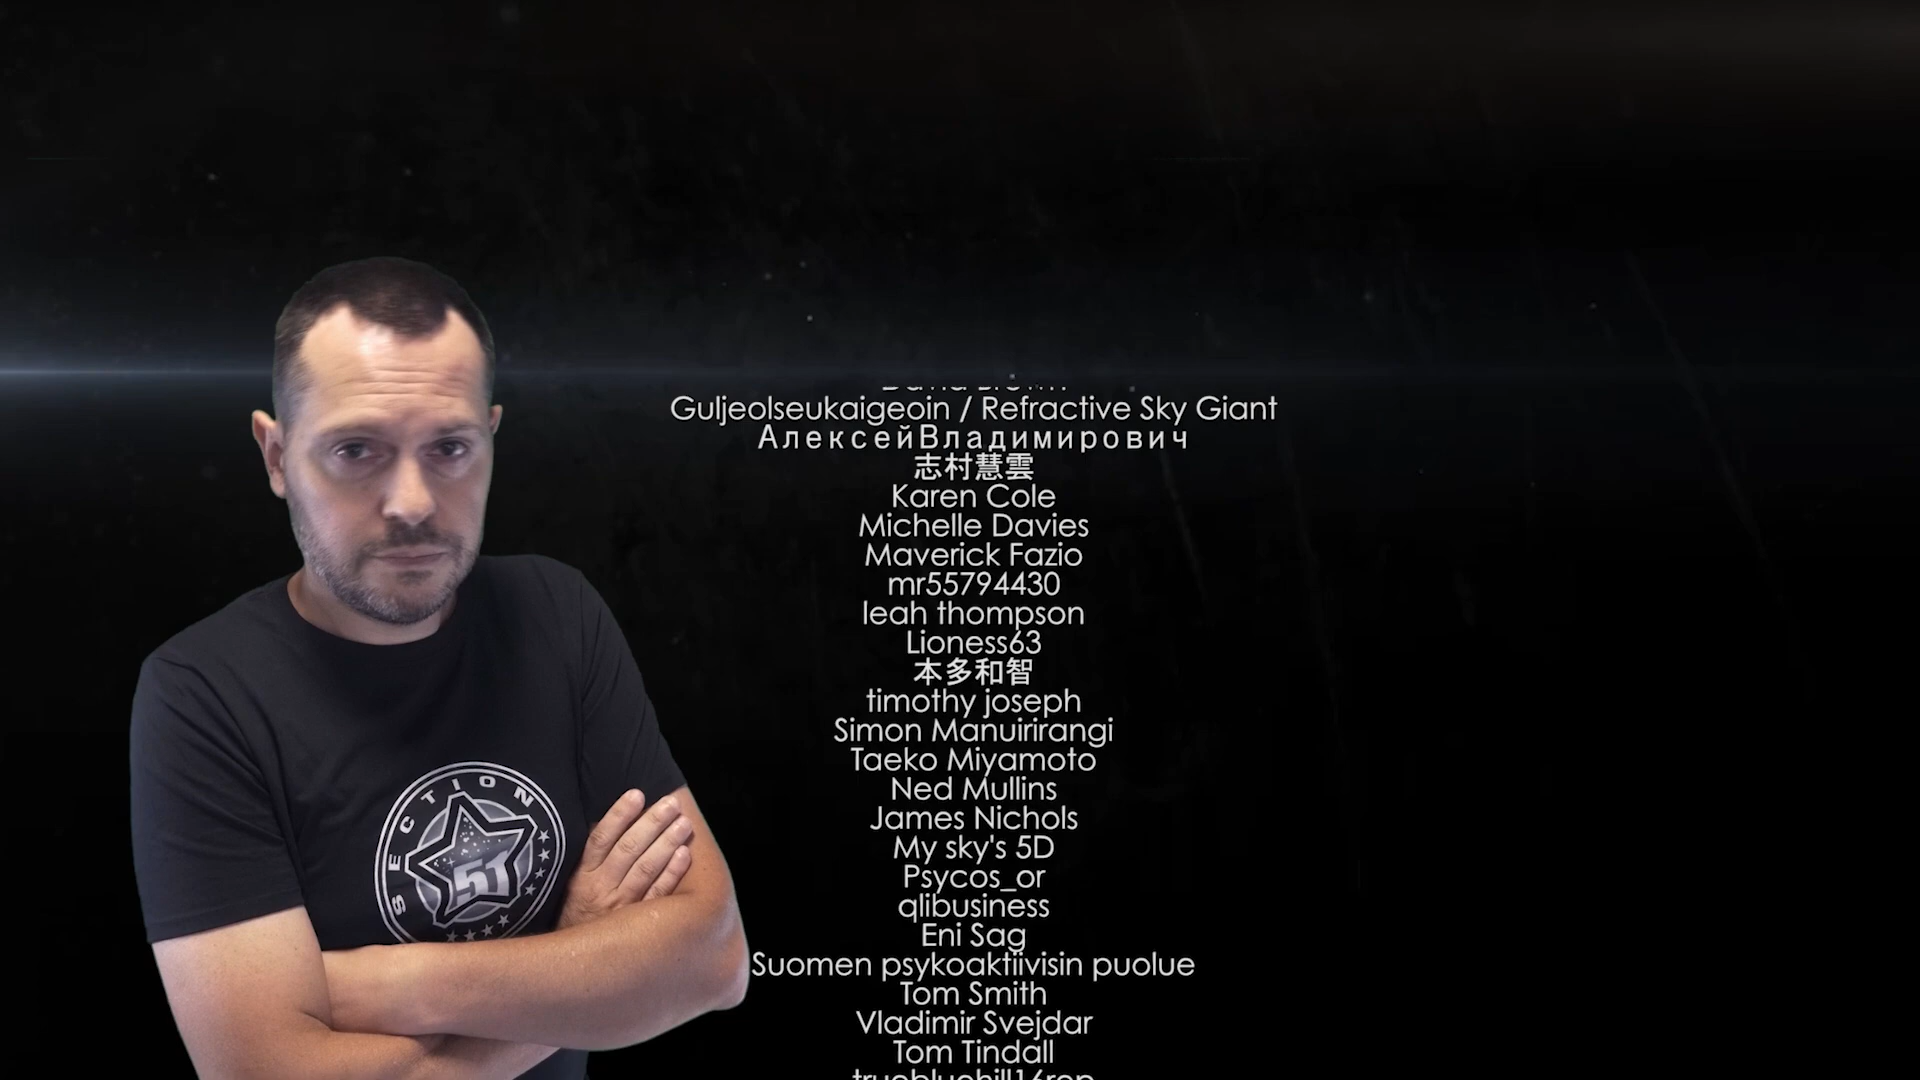 David Brown
Guljeolseukaigeoin / Refractive Sky Giant
АлексейВладимирович
志村慧雲
Karen Cole
Michelle Davies
Maverick Fazio
mr55794430
leah thompson
Lioness63
本多和智
timothy joseph
Simon Manuirirangi
Taeko Miyamoto
Ned Mullins
James Nichols
My sky's 5D
Psycos_or
qlibusiness
Eni Sag
Suomen psykoaktiivisin puolue
Tom Smith
Vladimir Svejdar
Tom Tindall
SECTION
51